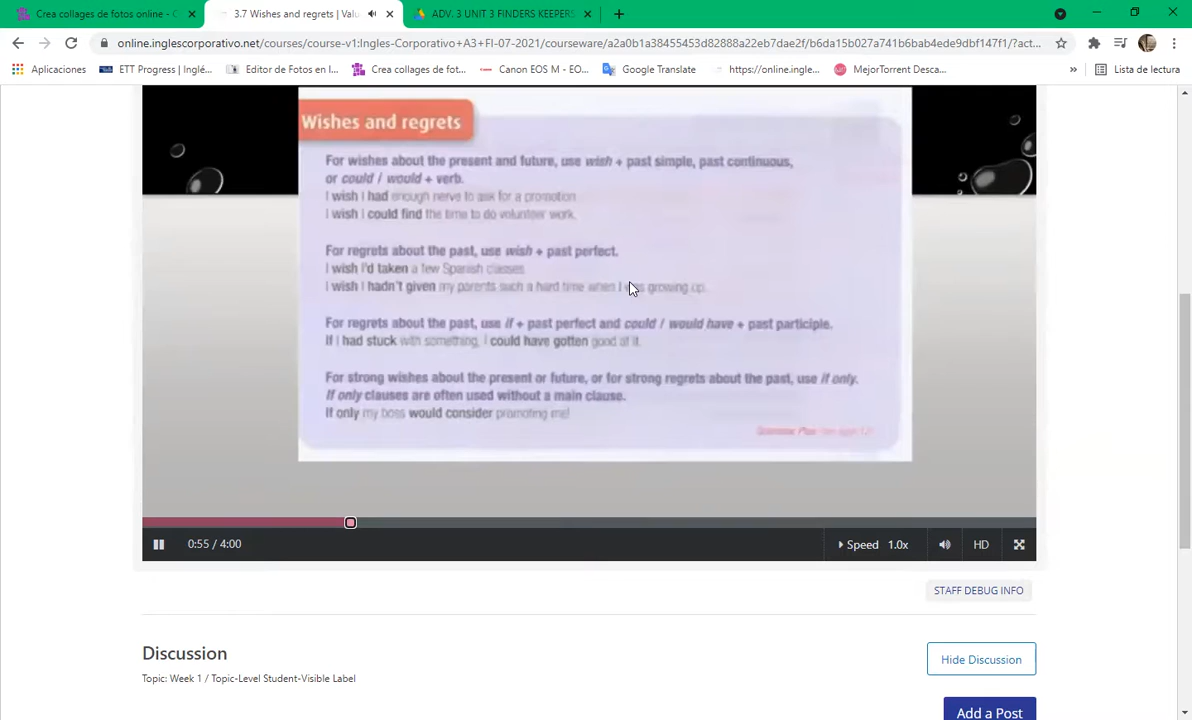 Crea collages de fotos online - C
3.7 Wishes and regrets | Valu
ADV. 3 UNIT 3 FINDERS KEEPERS
online.inglescorporativo.net/courses/course-v1:Ingles-Corporativo+A3+FI-07-2021/courseware/a2a0b1a38455453d82888a22eb7dae2f/b6da15b027a741b6bab4ede9dbf147f1/?act...
Aplicaciones
ETT Progress | Inglé...
Editor de Fotos en l...
Crea collages de fot...
Canon EOS M - EO...
Google Translate
https://online.ingle...
MejorTorrent Desca...
Lista de lectura
Wishes and regrets
For wishes about the present and future, use wish + past simple, past continuous,
or could / would + verb.
I wish I had enough nerve to ask for a promotion.
I wish I could find the time to do volunteer work.
For regrets about the past, use wish + past perfect.
I wish I'd taken a few Spanish classes.
I wish I hadn't given my parents such a hard time when I was growing up.
For regrets about the past, use if + past perfect and could / would have + past participle.
If I had stuck with something, I could have gotten good at it.
For strong wishes about the present or future, or for strong regrets about the past, use if only.
If only clauses are often used without a main clause.
If only my boss would consider promoting me!
Grammar Plus
0:55 / 4:00
Speed 1.0x
HD
STAFF DEBUG INFO
Discussion
Hide Discussion
Topic: Week 1 / Topic-Level Student-Visible Label
Add a Post